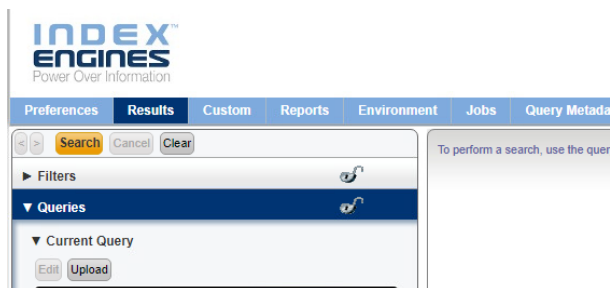 INDEX™
ENGINES
Power Over Information
Preferences Results Custom Reports Environment Jobs Query Metada
< > Search Cancel Clear
To perform a search, use the quer
▶ Filters
▼ Queries
▼ Current Query
Edit Upload